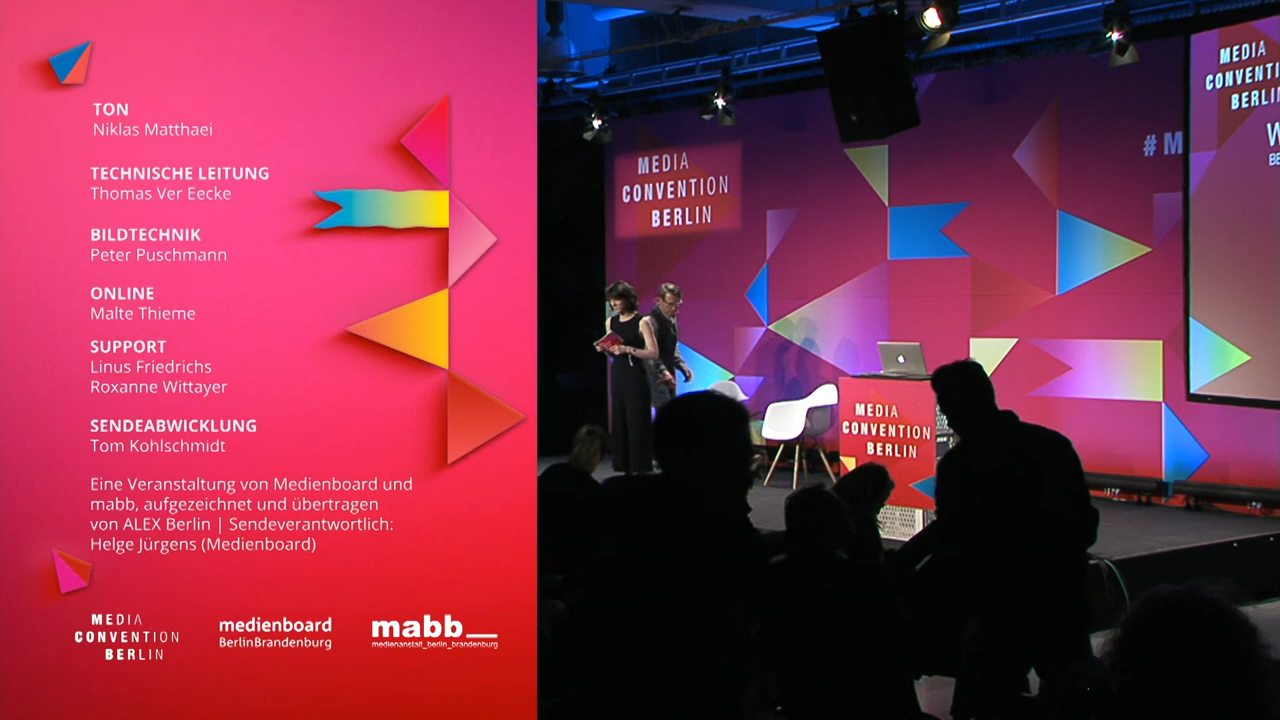 TON
Niklas Matthaei
TECHNISCHE LEITUNG
Thomas Ver Eecke
BILDTECHNIK
Peter Puschmann
ONLINE
Malte Thieme
SUPPORT
Linus Friedrichs
Roxanne Wittayer
SENDEABWICKLUNG
Tom Kohlschmidt
Eine Veranstaltung von Medienboard und
mabb, aufgezeichnet und übertragen
von ALEX Berlin | Sendeverantwortlich:
Helge Jürgens (Medienboard)
MEDIA
CONVENTION
BERLIN
medienboard
BerlinBrandenburg
mabb
medienanstalt_berlin_brandenburg
MEDIA
CONVENTION
BERLIN
# M
MEDIA
CONVENTI
BERLIN
W
BE
MEDIA
CONVENTION
BERLIN